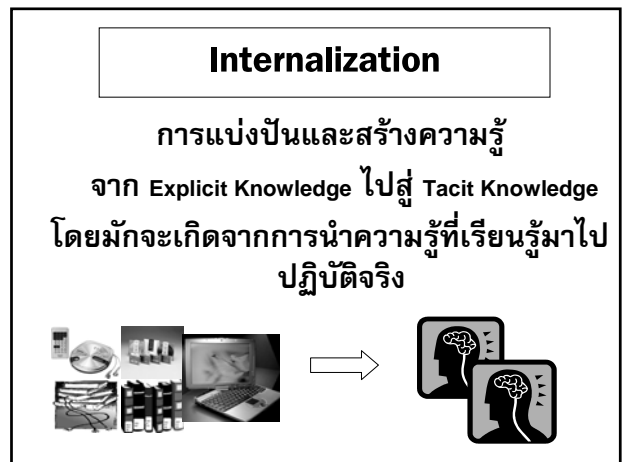 Internalization
การแบ่งปันและสร้างความรู้
จาก Explicit Knowledge ไปสู่ Tacit Knowledge
โดยมักจะเกิดจากการนำความรู้ที่เรียนรู้มาไป
ปฏิบัติจริง